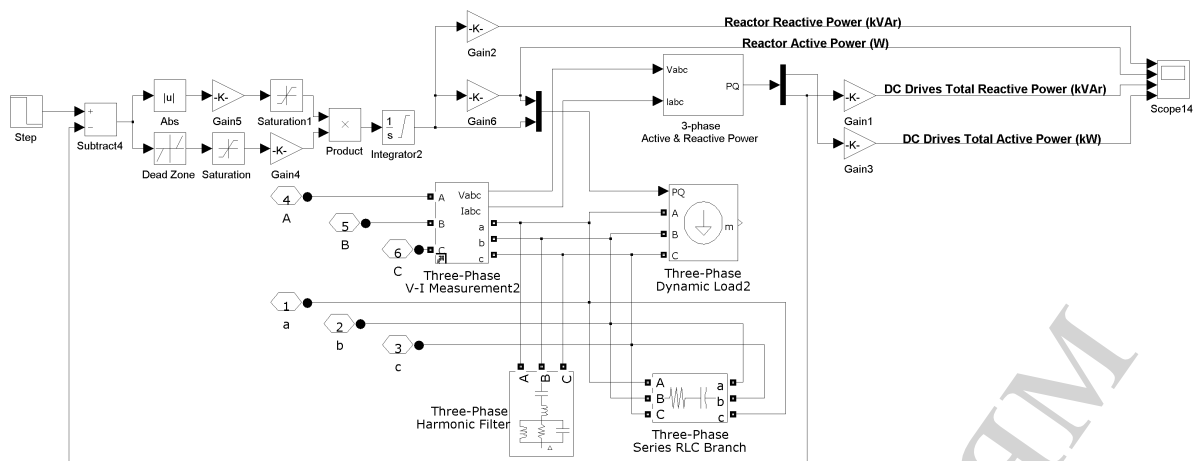 Reactor Reactive Power (kVAr)
-K-
Gain2
Reactor Active Power (W)
Vabc
Iabc
PQ
3-phase
Active & Reactive Power
-K-
Gain6
Step
+
−
Subtract4
|u|
Abs
-K-
Gain5
Saturation1
Dead Zone
Saturation
-K-
Gain4
×
Product
1
s
Integrator2
DC Drives Total Reactive Power (kVAr)
-K-
Gain1
DC Drives Total Active Power (kW)
-K-
Gain3
Scope14
4
A
5
B
6
C
A
B
C
Vabc
Iabc
a
b
c
Three-Phase
V-I Measurement2
PQ
A
B
C
m
Three-Phase
Dynamic Load2
1
a
2
b
3
c
A
B
C
Three-Phase
Harmonic Filter
A
B
C
a
b
c
Three-Phase
Series RLC Branch